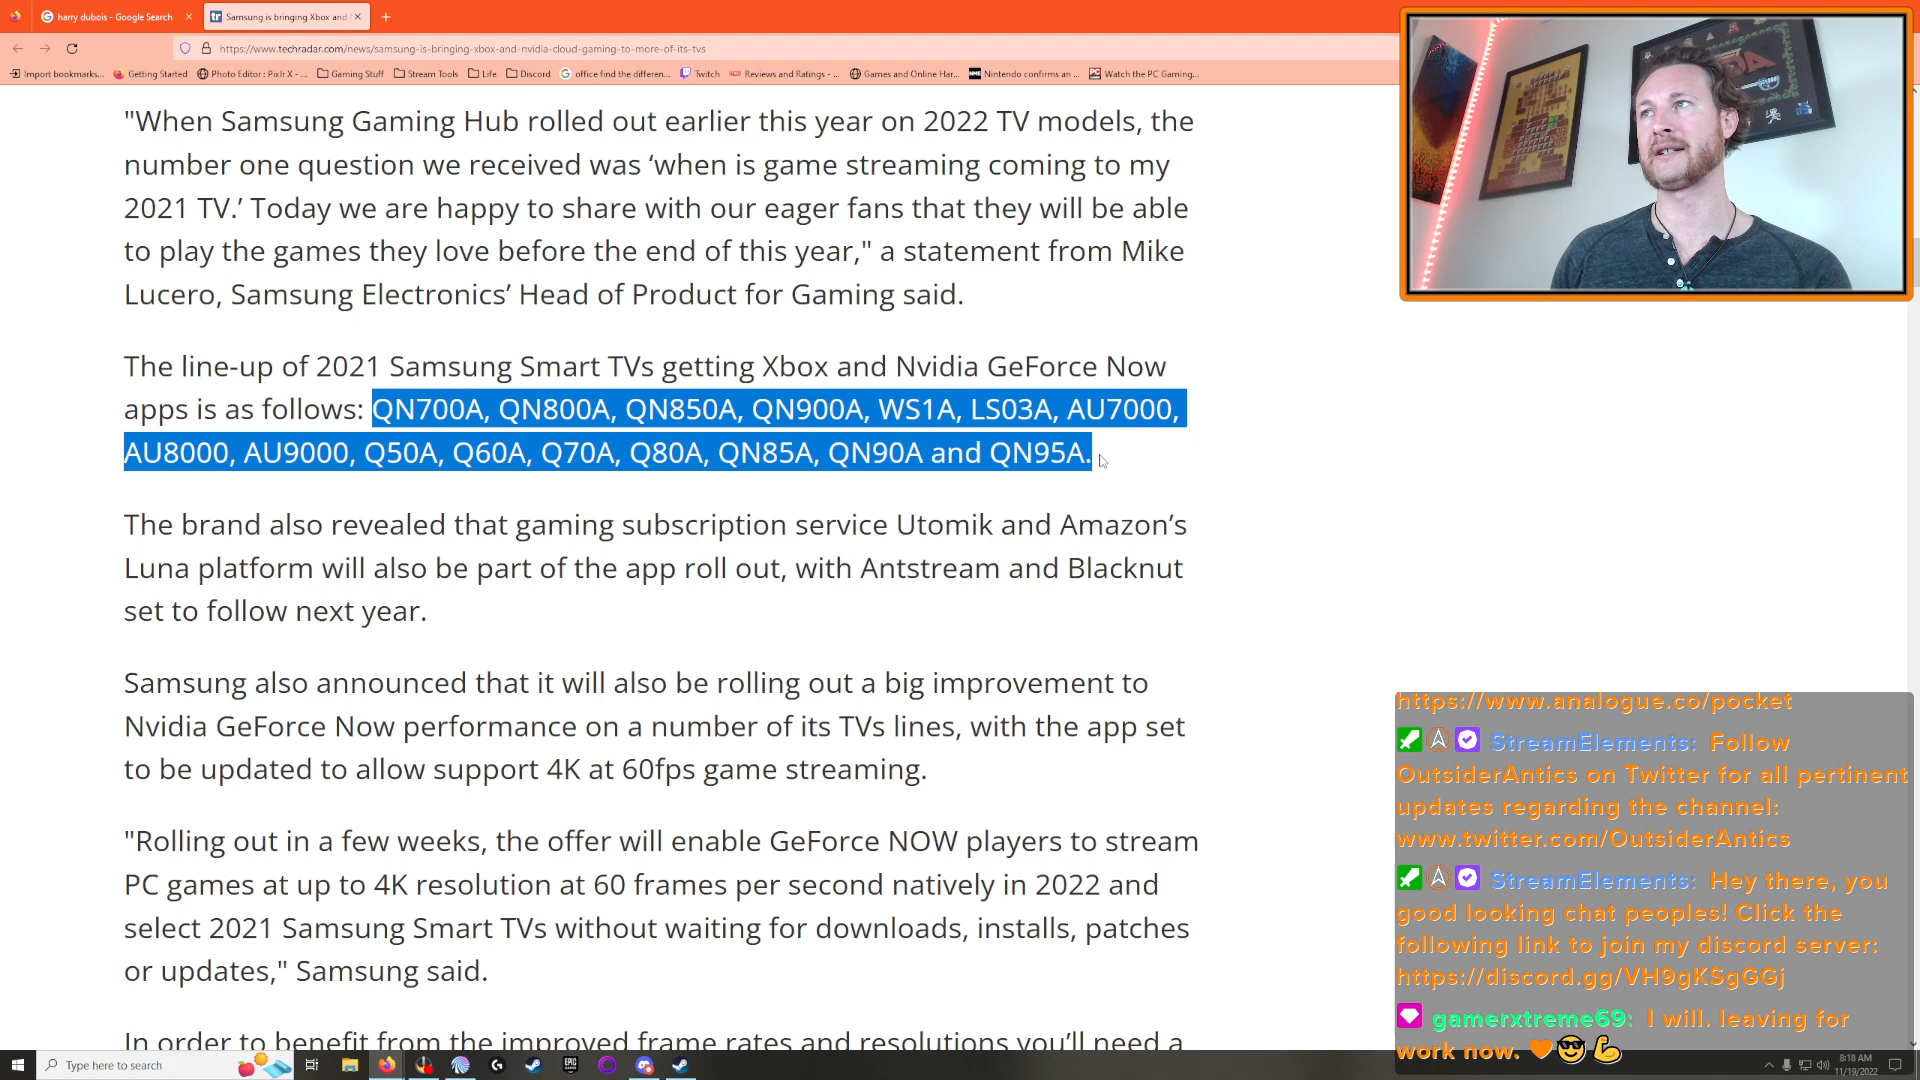 harry dubois - Google Search
Samsung is bringing Xbox and
https://www.techradar.com/news/samsung-is-bringing-xbox-and-nvidia-cloud-gaming-to-more-of-its-tvs
Import bookmarks... Getting Started Photo Editor : Pixlr X - ... Gaming Stuff Stream Tools Life Discord office find the differen... Twitch Reviews and Ratings - ... Games and Online Har... Nintendo confirms an ... Watch the PC Gaming...
"When Samsung Gaming Hub rolled out earlier this year on 2022 TV models, the
number one question we received was ‘when is game streaming coming to my
2021 TV.’ Today we are happy to share with our eager fans that they will be able
to play the games they love before the end of this year," a statement from Mike
Lucero, Samsung Electronics’ Head of Product for Gaming said.
The line-up of 2021 Samsung Smart TVs getting Xbox and Nvidia GeForce Now
apps is as follows: QN700A, QN800A, QN850A, QN900A, WS1A, LS03A, AU7000,
AU8000, AU9000, Q50A, Q60A, Q70A, Q80A, QN85A, QN90A and QN95A.
The brand also revealed that gaming subscription service Utomik and Amazon’s
Luna platform will also be part of the app roll out, with Antstream and Blacknut
set to follow next year.
Samsung also announced that it will also be rolling out a big improvement to
Nvidia GeForce Now performance on a number of its TVs lines, with the app set
to be updated to allow support 4K at 60fps game streaming.
"Rolling out in a few weeks, the offer will enable GeForce NOW players to stream
PC games at up to 4K resolution at 60 frames per second natively in 2022 and
select 2021 Samsung Smart TVs without waiting for downloads, installs, patches
or updates," Samsung said.
In order to benefit from the improved frame rates and resolutions you’ll need a
https://www.analogue.co/pocket
StreamElements: Follow
OutsiderAntics on Twitter for all pertinent
updates regarding the channel:
www.twitter.com/OutsiderAntics
StreamElements: Hey there, you
good looking chat peoples! Click the
following link to join my discord server:
https://discord.gg/VH9gKSgGGj
gamerxtreme69: I will. leaving for
work now. 🧡😎💪
Type here to search
8:18 AM
11/19/2022